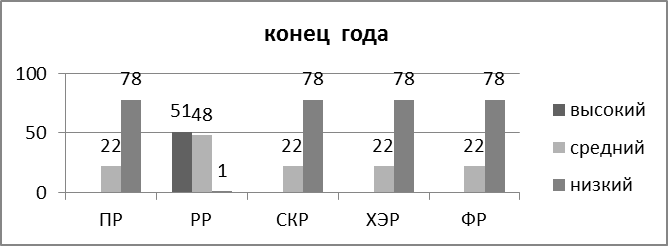 конец года
100
50
0
22 78
51 48 1
22 78
22 78
22 78
ПР РР СКР ХЭР ФР
высокий
средний
низкий